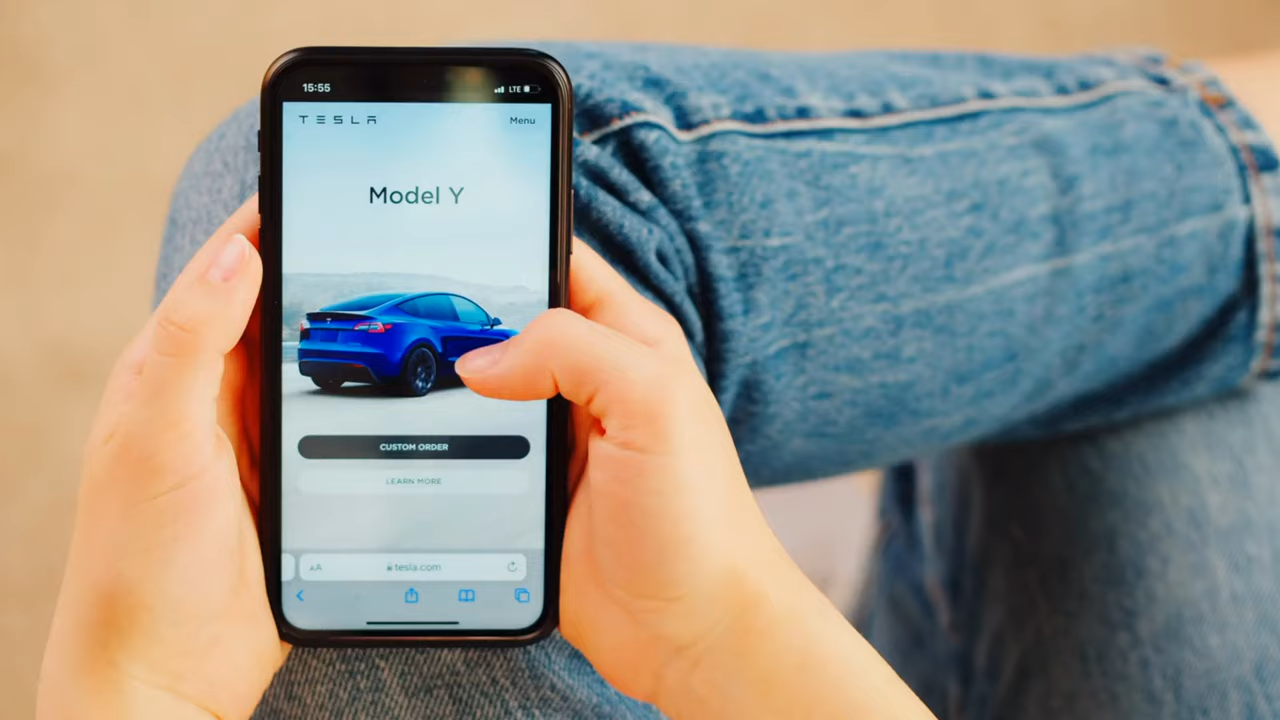 15:55 LTE
TESLA Menu
Model Y
CUSTOM ORDER
LEARN MORE
AA tesla.com